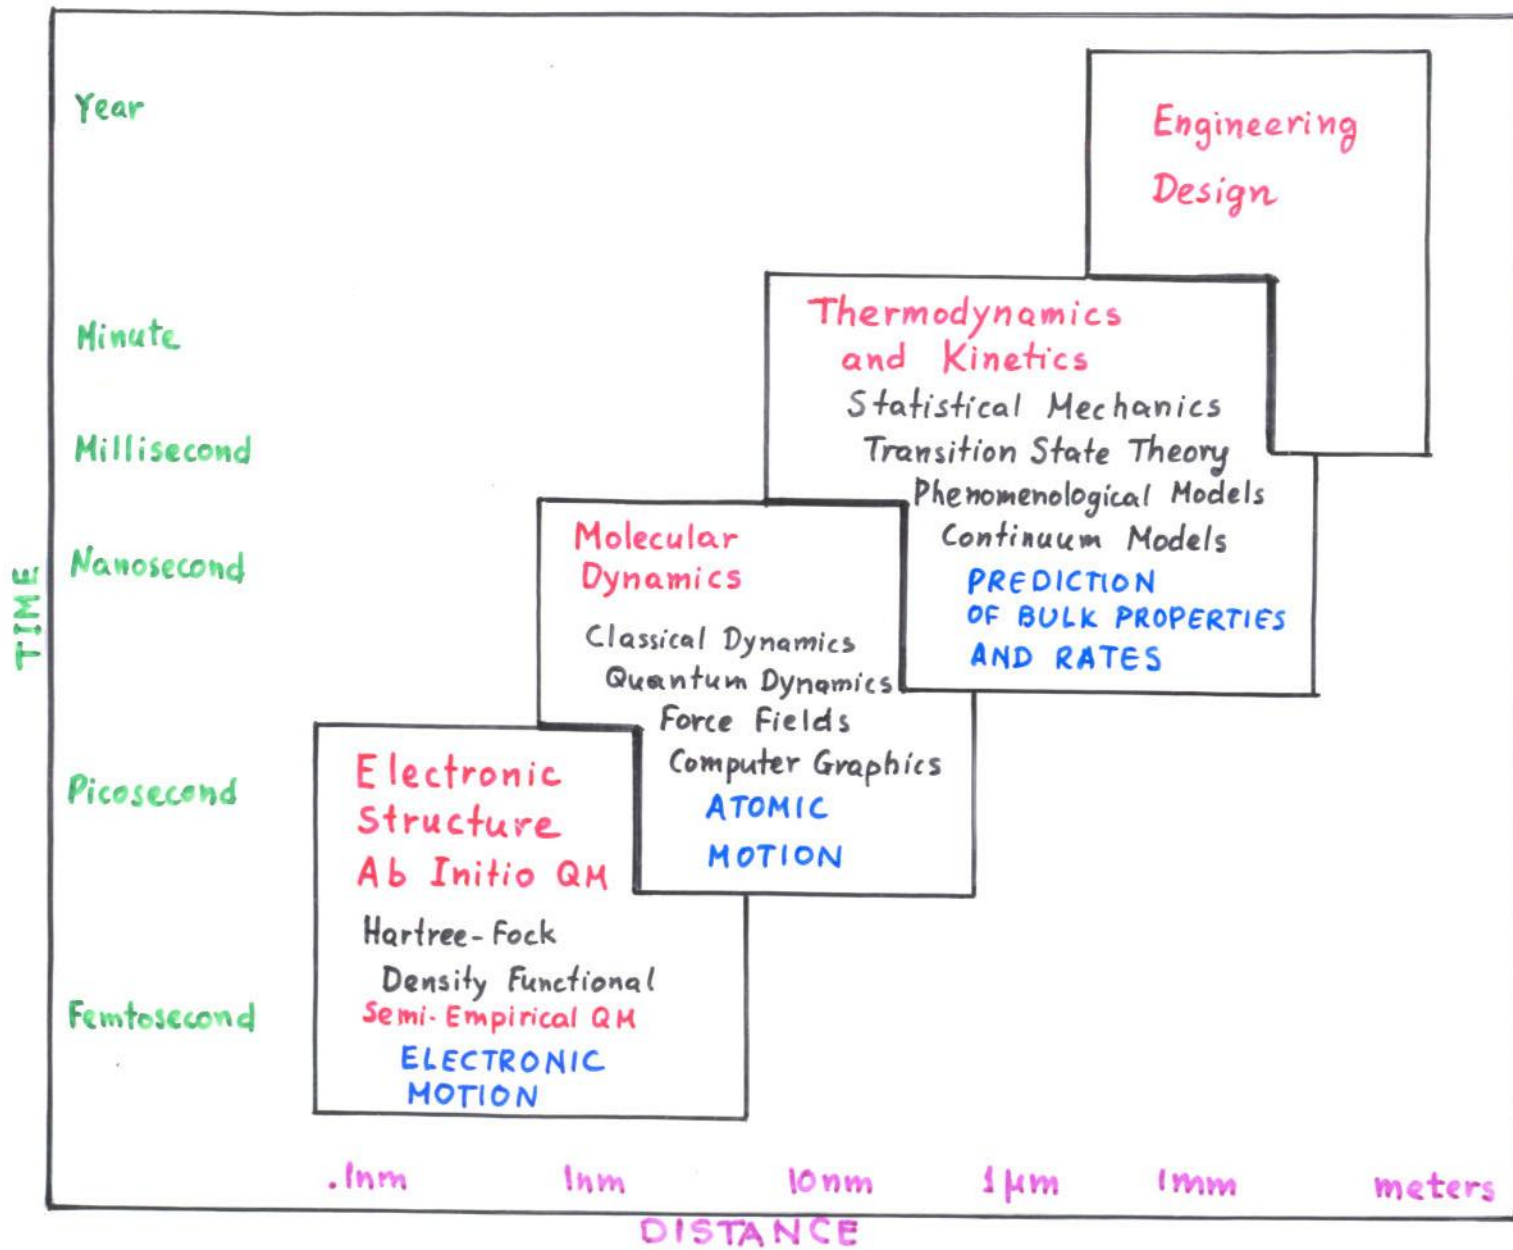 Year
Minute
Millisecond
Nanosecond
Picosecond
Femtosecond
TIME
Engineering
Design
Thermodynamics
and Kinetics
Statistical Mechanics
Transition State Theory
Phenomenological Models
Continuum Models
PREDICTION
OF BULK PROPERTIES
AND RATES
Molecular
Dynamics
Classical Dynamics
Quantum Dynamics
Force Fields
Computer Graphics
ATOMIC
MOTION
Electronic
Structure
Ab Initio QM
Hartree-Fock
Density Functional
Semi-Empirical QM
ELECTRONIC
MOTION
.1nm 1nm 10nm 1μm 1mm meters
DISTANCE